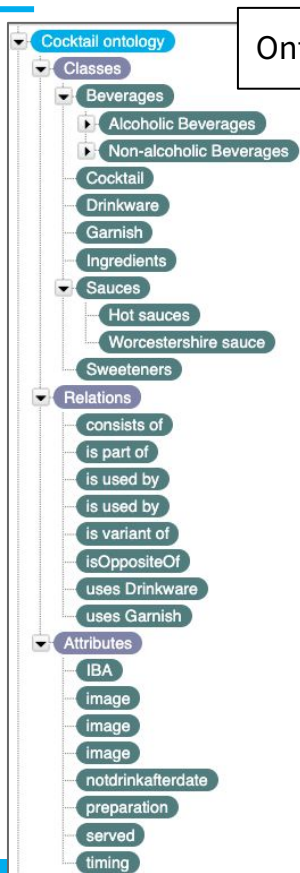 Cocktail ontology
Classes
Beverages
Alcoholic Beverages
Non-alcoholic Beverages
Cocktail
Drinkware
Garnish
Ingredients
Sauces
Hot sauces
Worcestershire sauce
Sweeteners
Relations
consists of
is part of
is used by
is used by
is variant of
isOppositeOf
uses Drinkware
uses Garnish
Attributes
IBA
image
image
image
notdrinkafterdate
preparation
served
timing